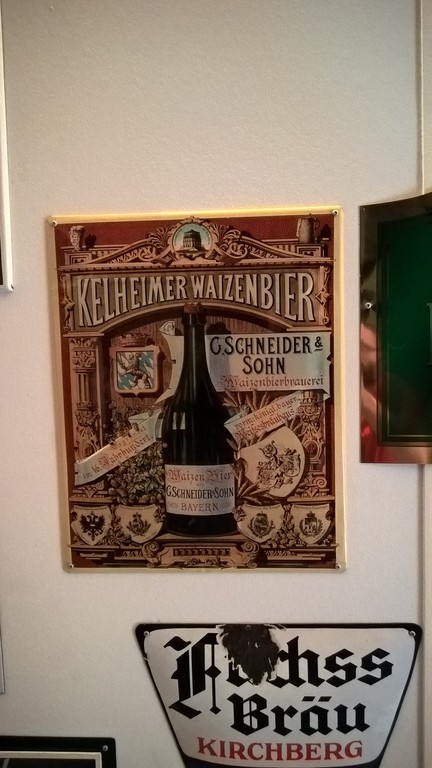 KELHEIMER WAIZENBIER
G. SCHNEIDER &
SOHN
Waizenbierbrauerei
Waizen Bier
G. SCHNEIDER & SOHN
BAYERN
Fuchss
Bräu
KIRCHBERG